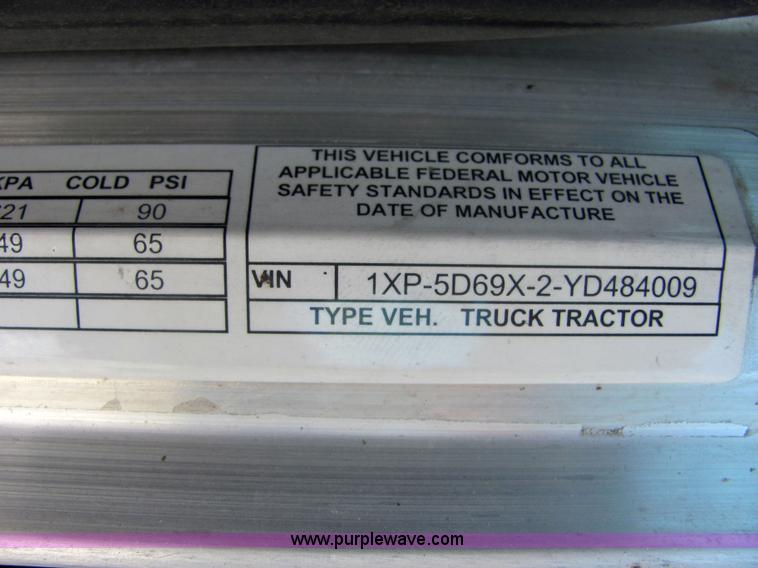 KPA COLD PSI
21 90
49 65
49 65
THIS VEHICLE COMFORMS TO ALL
APPLICABLE FEDERAL MOTOR VEHICLE
SAFETY STANDARDS IN EFFECT ON THE
DATE OF MANUFACTURE
VIN 1XP-5D69X-2-YD484009
TYPE VEH. TRUCK TRACTOR
www.purplewave.com